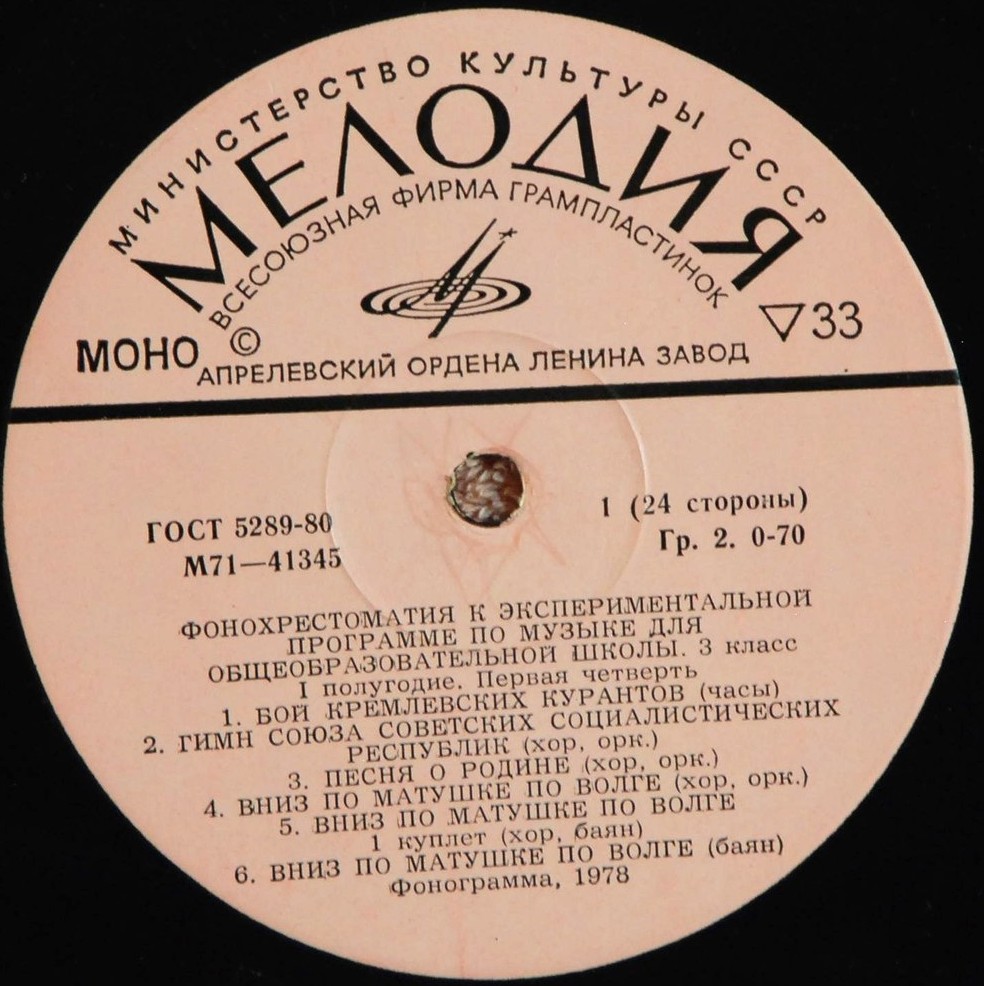 МИНИСТЕРСТВО КУЛЬТУРЫ СССР
МЕЛОДИЯ
ВСЕСОЮЗНАЯ ФИРМА ГРАМПЛАСТИНОК
МОНО
©
▽33
АПРЕЛЕВСКИЙ ОРДЕНА ЛЕНИНА ЗАВОД
ГОСТ 5289-80
М71—41345
1 (24 стороны)
Гр. 2. 0-70
ФОНОХРЕСТОМАТИЯ К ЭКСПЕРИМЕНТАЛЬНОЙ
ПРОГРАММЕ ПО МУЗЫКЕ ДЛЯ
ОБЩЕОБРАЗОВАТЕЛЬНОЙ ШКОЛЫ. 3 класс
I полугодие. Первая четверть
1. БОЙ КРЕМЛЕВСКИХ КУРАНТОВ (часы)
2. ГИМН СОЮЗА СОВЕТСКИХ СОЦИАЛИСТИЧЕСКИХ
РЕСПУБЛИК (хор, орк.)
3. ПЕСНЯ О РОДИНЕ (хор, орк.)
4. ВНИЗ ПО МАТУШКЕ ПО ВОЛГЕ (хор, орк.)
5. ВНИЗ ПО МАТУШКЕ ПО ВОЛГЕ
1 куплет (хор, баян)
6. ВНИЗ ПО МАТУШКЕ ПО ВОЛГЕ (баян)
Фонограмма, 1978